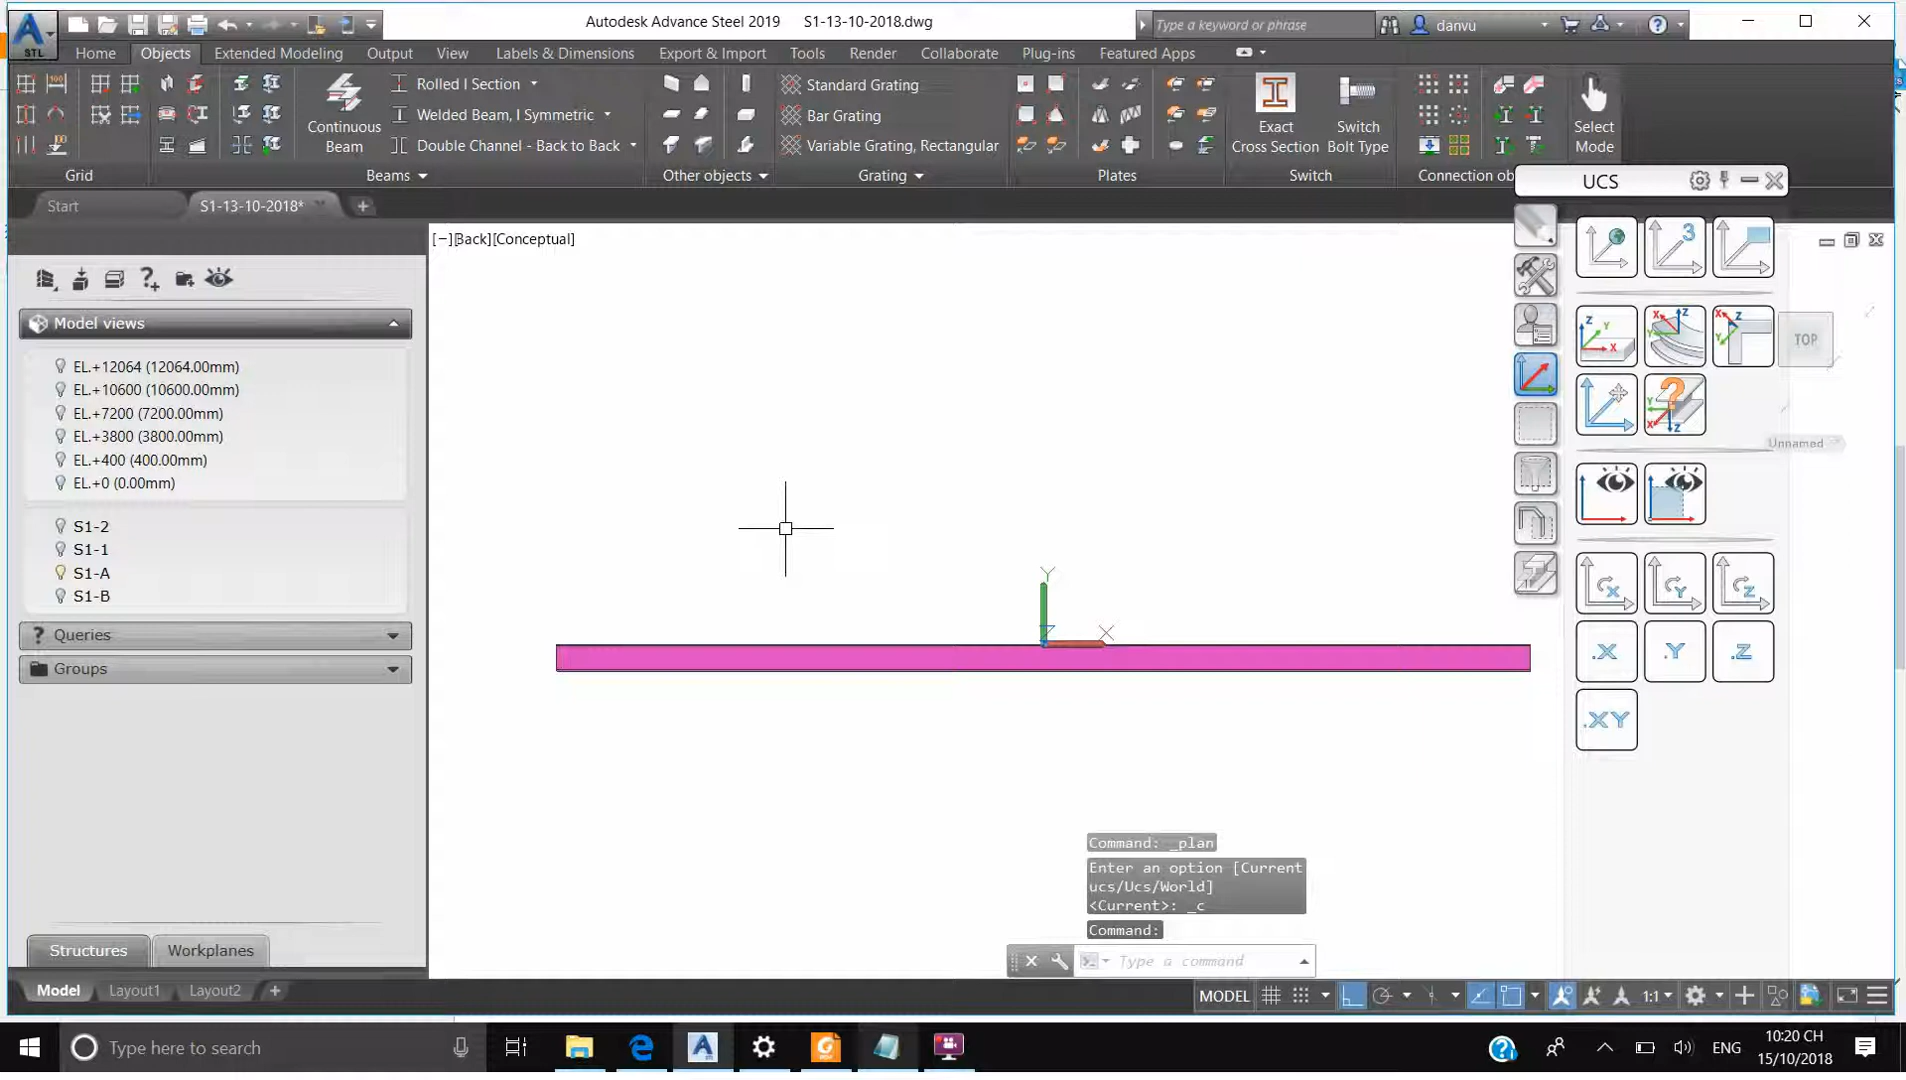 Autodesk Advance Steel 2019 S1-13-10-2018.dwg
Type a keyword or phrase
danvu
STL
Home Objects Extended Modeling Output View Labels & Dimensions Export & Import Tools Render Collaborate Plug-ins Featured Apps
Continuous Beam
Rolled I Section
Welded Beam, I Symmetric
Double Channel - Back to Back
Standard Grating
Bar Grating
Variable Grating, Rectangular
Exact Cross Section
Switch Bolt Type
Select Mode
Grid Beams Other objects Grating Plates Switch Connection ob
UCS
Start S1-13-10-2018*
[−][Back][Conceptual]
Model views
EL.+12064 (12064.00mm)
EL.+10600 (10600.00mm)
EL.+7200 (7200.00mm)
EL.+3800 (3800.00mm)
EL.+400 (400.00mm)
EL.+0 (0.00mm)
S1-2
S1-1
S1-A
S1-B
Queries
Groups
Structures Workplanes
Y
Z
X
3
TOP
Unnamed
X Y Z
.X .Y .Z
.XY
Command: _plan
Enter an option [Current
ucs/Ucs/World]
<Current>: _c
Command:
Type a command
Model Layout1 Layout2
MODEL 1:1
Type here to search
ENG
10:20 CH
15/10/2018